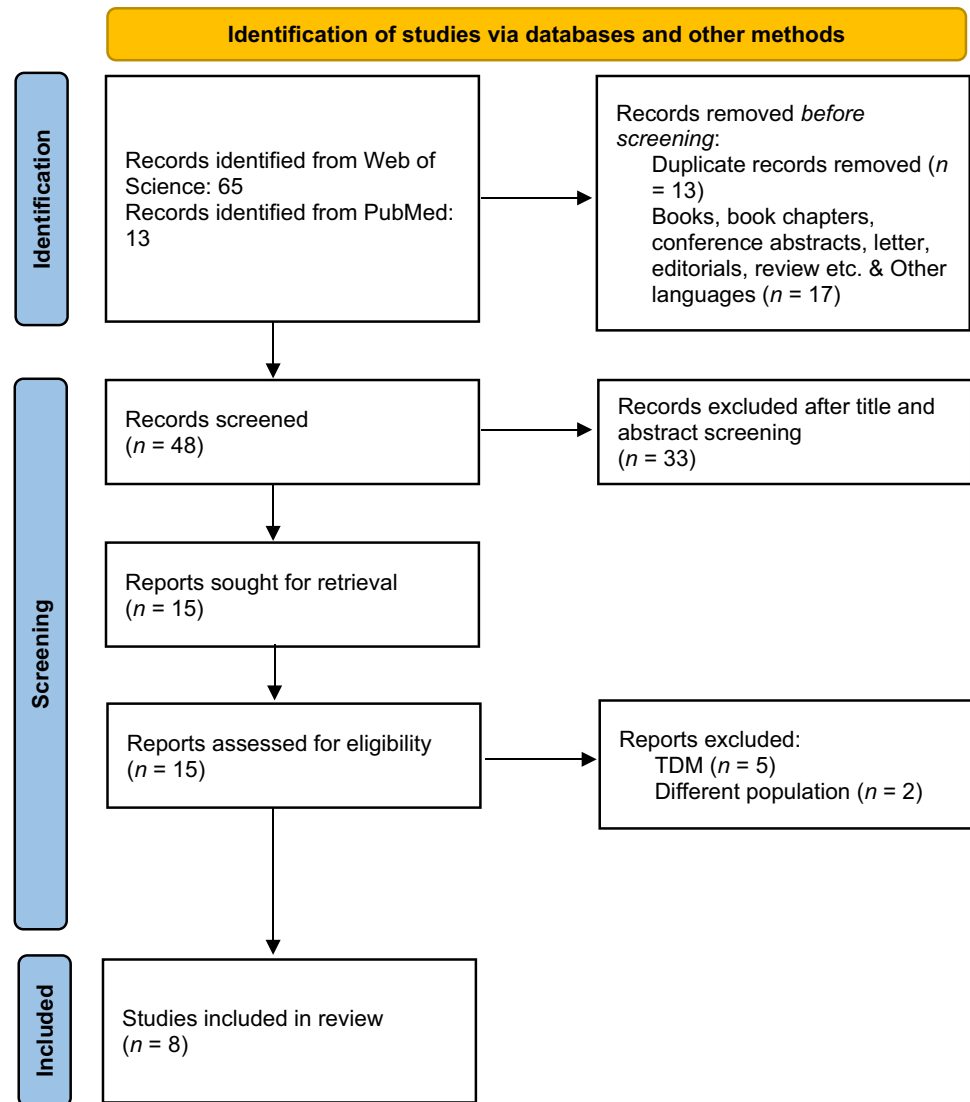 Identification of studies via databases and other methods
Identification
Records identified from Web of
Science: 65
Records identified from PubMed:
13
Records removed before
screening:
Duplicate records removed (n
= 13)
Books, book chapters,
conference abstracts, letter,
editorials, review etc. & Other
languages (n = 17)
Screening
Records screened
(n = 48)
Records excluded after title and
abstract screening
(n = 33)
Reports sought for retrieval
(n = 15)
Reports assessed for eligibility
(n = 15)
Reports excluded:
TDM (n = 5)
Different population (n = 2)
Included
Studies included in review
(n = 8)